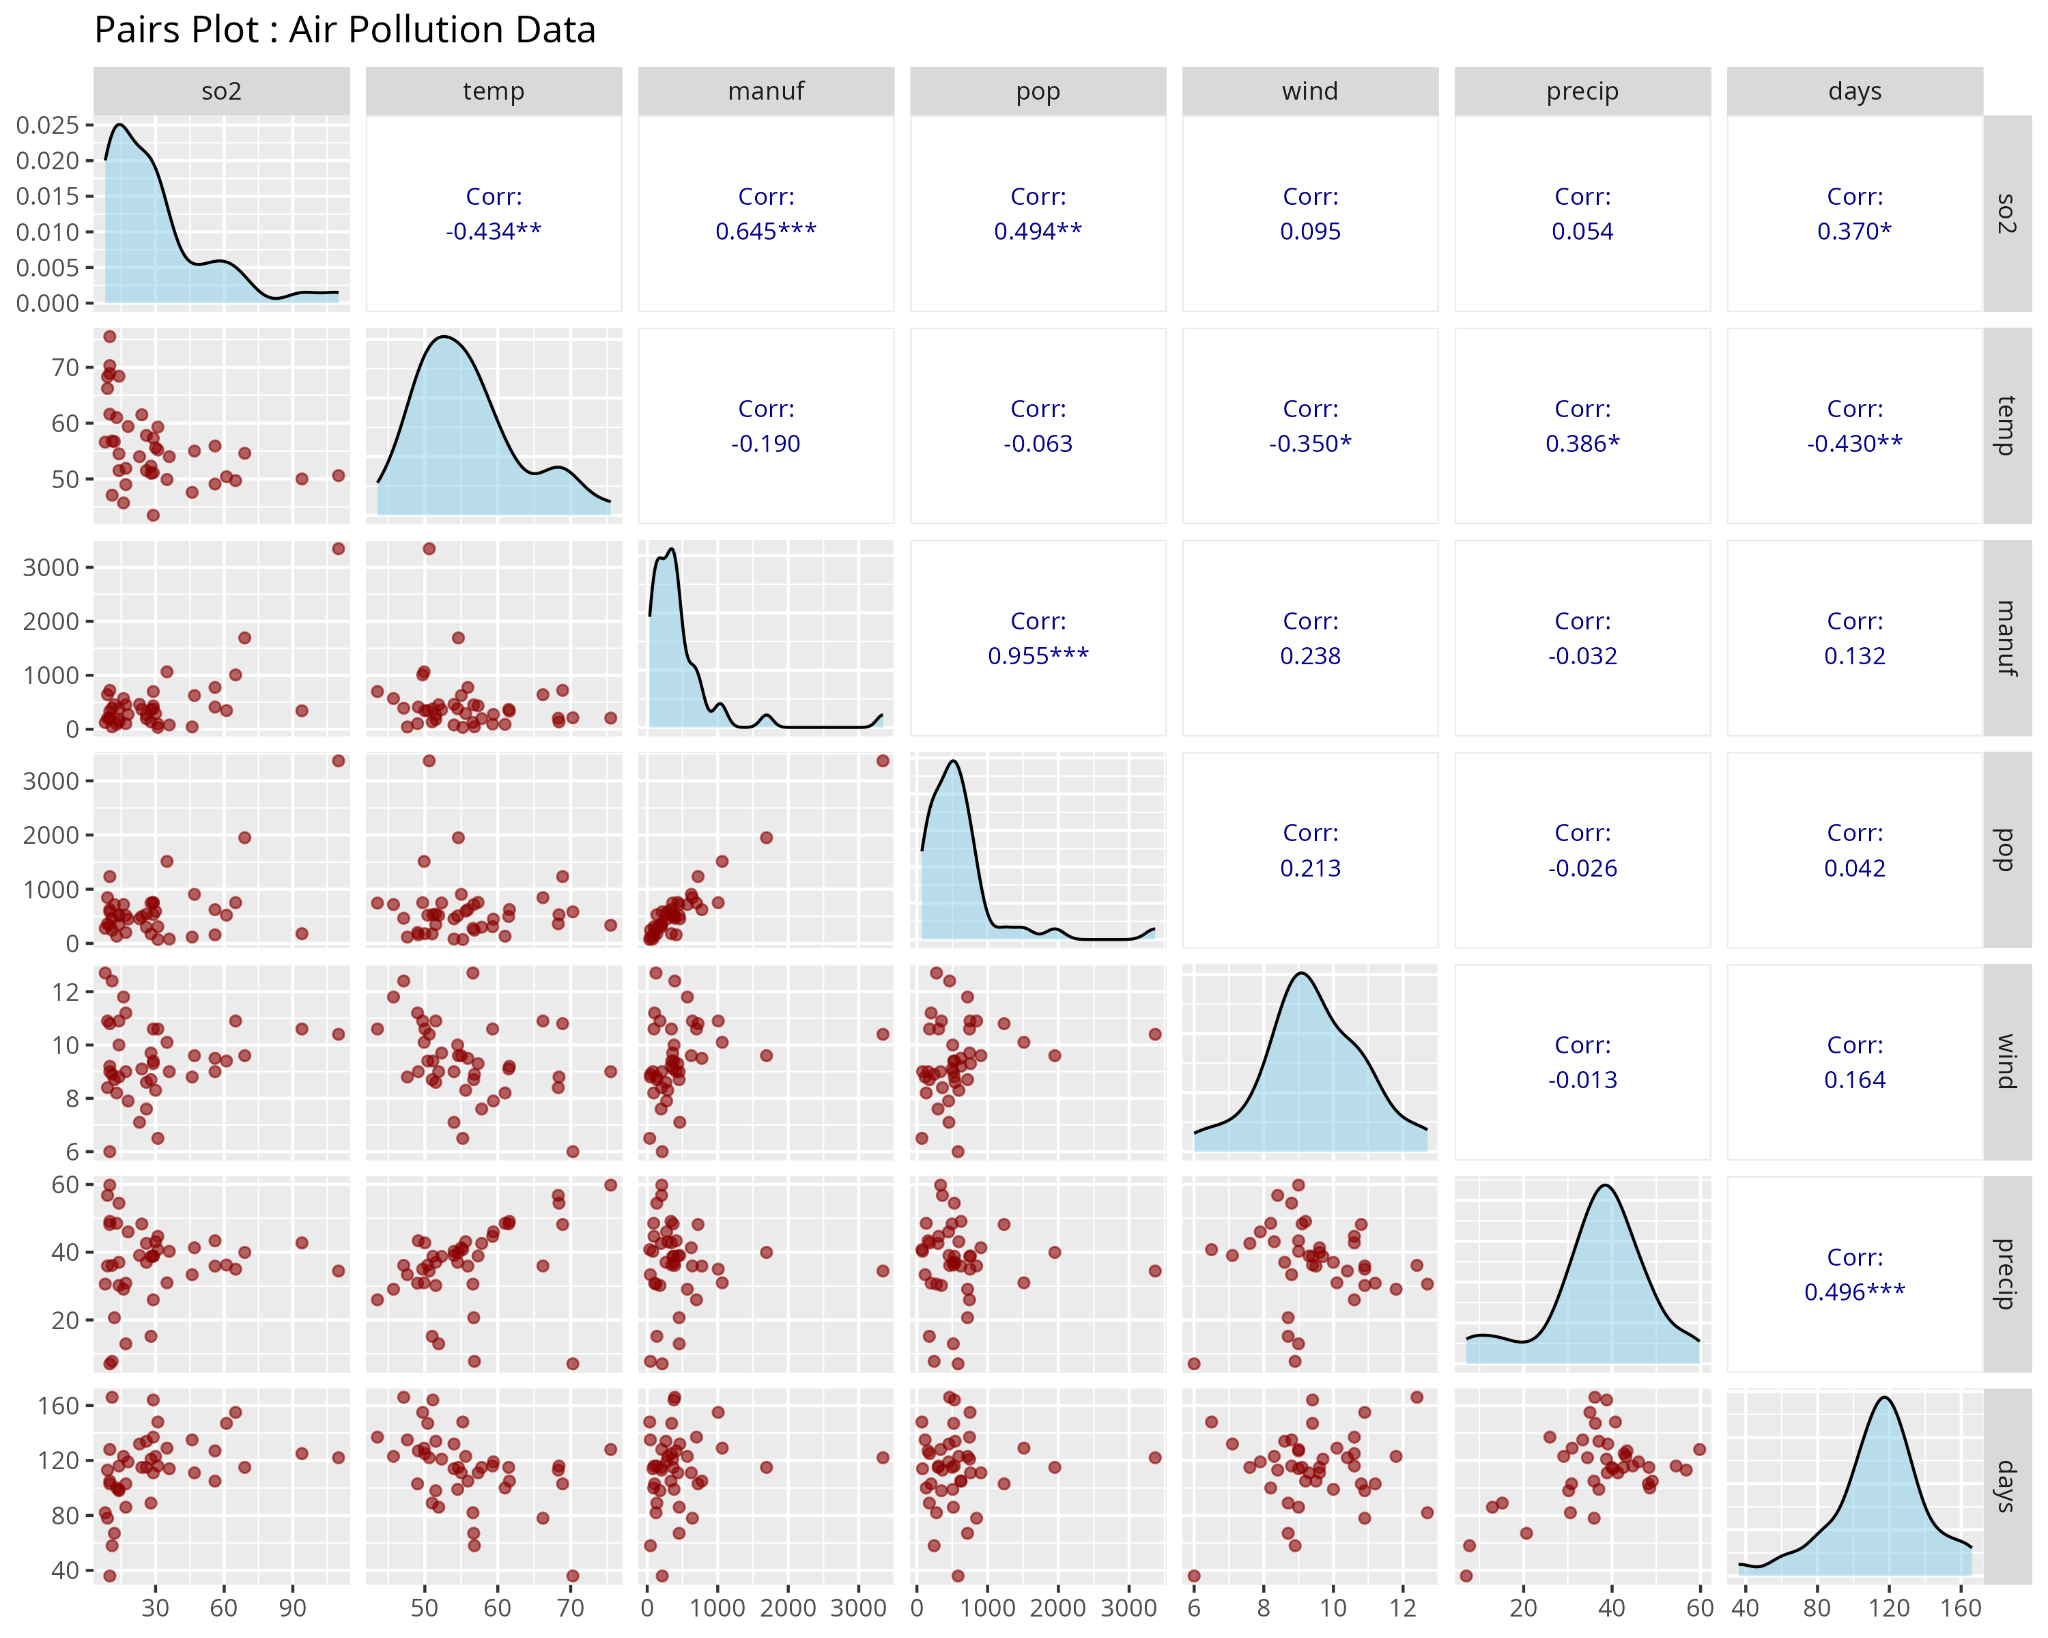 Pairs Plot : Air Pollution Data
so2 temp manuf pop wind precip days
0.025
0.020
0.015
0.010
0.005
0.000
Corr: Corr: Corr: Corr: Corr: Corr:
-0.434** 0.645*** 0.494** 0.095 0.054 0.370*
so2
70
60
50
Corr: Corr: Corr: Corr: Corr:
-0.190 -0.063 -0.350* 0.386* -0.430**
temp
3000
2000
1000
0
Corr: Corr: Corr: Corr:
0.955*** 0.238 -0.032 0.132
manuf
3000
2000
1000
0
Corr: Corr: Corr:
0.213 -0.026 0.042
pop
12
10
8
6
Corr: Corr:
-0.013 0.164
wind
60
40
20
Corr:
0.496***
precip
160
120
80
40
days
30 60 90 50 60 70 0 1000 2000 3000 0 1000 2000 3000 6 8 10 12 20 40 60 40 80 120 160